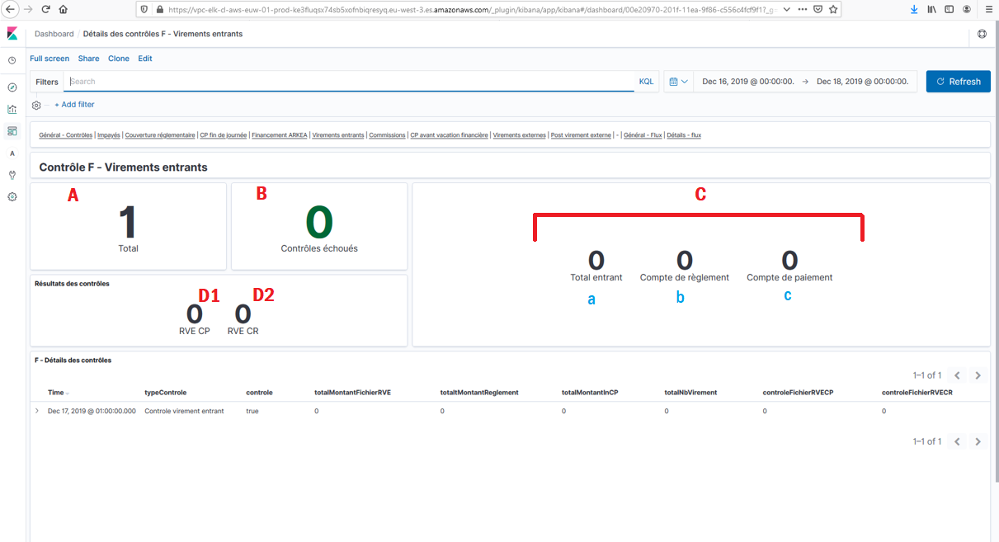 https://vpc-elk-cl-aws-euw-01-prod-ke3fluqsx74sb5xofnbiqresyq.eu-west-3.es.amazonaws.com/_plugin/kibana/app/kibana#/dashboard/00e20970-201f-11ea-9f86-c556c4fcf9f1?_g
Dashboard / Détails des contrôles F - Virements entrants
Full screen Share Clone Edit
Filters Search KQL Dec 16, 2019 @ 00:00:00. → Dec 18, 2019 @ 00:00:00. Refresh
+ Add filter
Général - Contrôles | Impayés | Couverture réglementaire | CP fin de journée | Financement ARKEA | Virements entrants | Commissions | CP avant vacation financière | Virements externes | Post virement externe | - | Général - Flux | Détails - flux
A
Contrôle F - Virements entrants
A B C
1 0
Total Contrôles échoués
0 0 0
Total entrant Compte de règlement Compte de paiement
a b c
Résultats des contrôles
D1 D2
0 0
RVE CP RVE CR
F - Détails des contrôles
1–1 of 1
Time typeControle controle totalMontantFichierRVE totaltMontantReglement totalMontantInCP totalNbVirement controleFichierRVECP controleFichierRVECR
Dec 17, 2019 @ 01:00:00.000 Controle virement entrant true 0 0 0 0 0 0
1–1 of 1